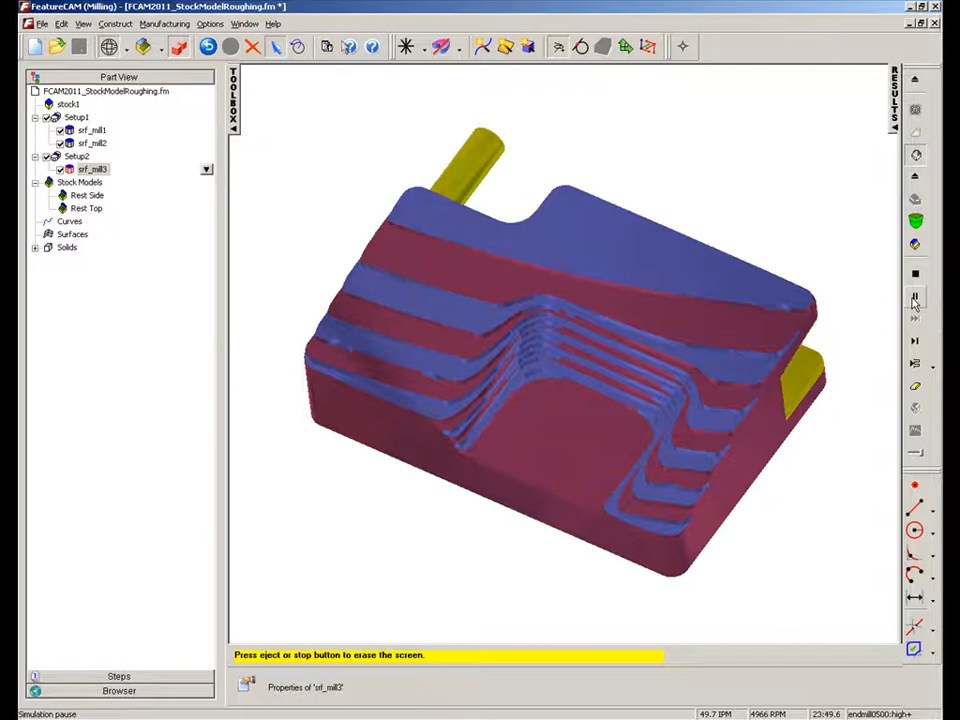 FeatureCAM (Milling) - [FCAM2011_StockModelRoughing.fm *]
File Edit View Construct Manufacturing Options Window Help
Part View
FCAM2011_StockModelRoughing.fm
stock1
Setup1
srf_mill1
srf_mill2
Setup2
srf_mill3
Stock Models
Rest Side
Rest Top
Curves
Surfaces
Solids
Steps
Browser
TOOLBOX
RESULTS
Press eject or stop button to erase the screen.
Properties of 'srf_mill3'
Simulation pause
49.7 IPM 4966 RPM 23:49.6 endmill0500:high+